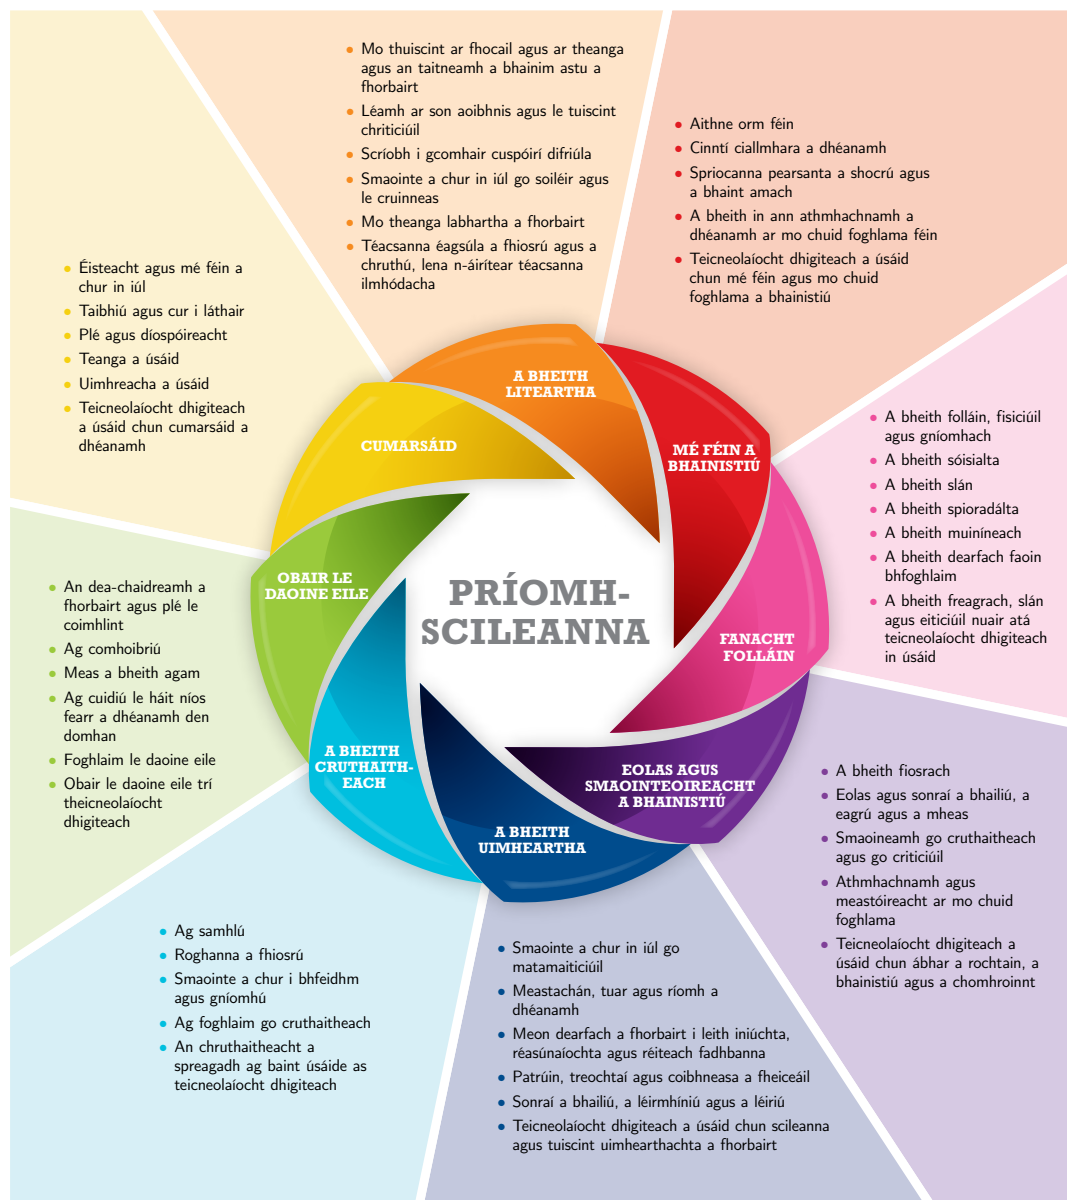 • Mo thuiscint ar fhocail agus ar theanga
agus an taitneamh a bhainim astu a
fhorbairt
• Léamh ar son aoibhnis agus le tuiscint
chriticiúil
• Scríobh i gcomhair cuspóirí difriúla
• Smaointe a chur in iúl go soiléir agus
le cruinneas
• Mo theanga labhartha a fhorbairt
• Téacsanna éagsúla a fhiosrú agus a
chruthú, lena n-áirítear téacsanna
ilmhódacha
• Aithne orm féin
• Cinntí ciallmhara a dhéanamh
• Spriocanna pearsanta a shocrú agus
a bhaint amach
• A bheith in ann athmhachnamh a
dhéanamh ar mo chuid foghlama féin
• Teicneolaíocht dhigiteach a úsáid
chun mé féin agus mo chuid
foghlama a bhainistiú
• Éisteacht agus mé féin a
chur in iúl
• Taibhiú agus cur i láthair
• Plé agus díospóireacht
• Teanga a úsáid
• Uimhreacha a úsáid
• Teicneolaíocht dhigiteach
a úsáid chun cumarsáid a
dhéanamh
A BHEITH
LITEARTHA
CUMARSÁID
MÉ FÉIN A
BHAINISTIÚ
• A bheith folláin, fisiciúil
agus gníomhach
• A bheith sóisialta
• A bheith slán
• A bheith spioradálta
• A bheith muiníneach
• A bheith dearfach faoin
bhfoghlaim
• A bheith freagrach, slán
agus eiticiúil nuair atá
teicneolaíocht dhigiteach
in úsáid
OBAIR LE
DAOINE EILE
PRÍOMH-
SCILEANNA
FANACHT
FOLLÁIN
• An dea-chaidreamh a
fhorbairt agus plé le
coimhlint
• Ag comhoibriú
• Meas a bheith agam
• Ag cuidiú le háit níos
fearr a dhéanamh den
domhan
• Foghlaim le daoine eile
• Obair le daoine eile trí
theicneolaíocht
dhigiteach
A BHEITH
CRUTHAITH-
EACH
EOLAS AGUS
SMAOINTEOIREACHT
A BHAINISTIÚ
A BHEITH
UIMHEARTHA
• A bheith fiosrach
• Eolas agus sonraí a bhailiú, a
eagrú agus a mheas
• Smaoineamh go cruthaitheach
agus go criticiúil
• Athmhachnamh agus
meastóireacht ar mo chuid
foghlama
• Teicneolaíocht dhigiteach a
úsáid chun ábhar a rochtain, a
bhainistiú agus a chomhroinnt
• Ag samhlú
• Roghanna a fhiosrú
• Smaointe a chur i bhfeidhm
agus gníomhú
• Ag foghlaim go cruthaitheach
• An chruthaitheacht a
spreagadh ag baint úsáide as
teicneolaíocht dhigiteach
• Smaointe a chur in iúl go
matamaiticiúil
• Meastachán, tuar agus ríomh a
dhéanamh
• Meon dearfach a fhorbairt i leith iniúchta,
réasúnaíochta agus réiteach fadhbanna
• Patrúin, treochtaí agus coibhneasa a fheiceáil
• Sonraí a bhailiú, a léirmhíniú agus a léiriú
• Teicneolaíocht dhigiteach a úsáid chun scileanna
agus tuiscint uimhearthachta a fhorbairt